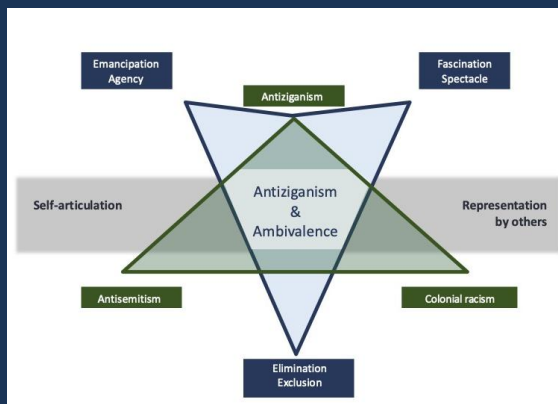 Emancipation
Agency
Fascination
Spectacle
Antiziganism
Self-articulation
Antiziganism
&
Ambivalence
Representation
by others
Antisemitism
Colonial racism
Elimination
Exclusion